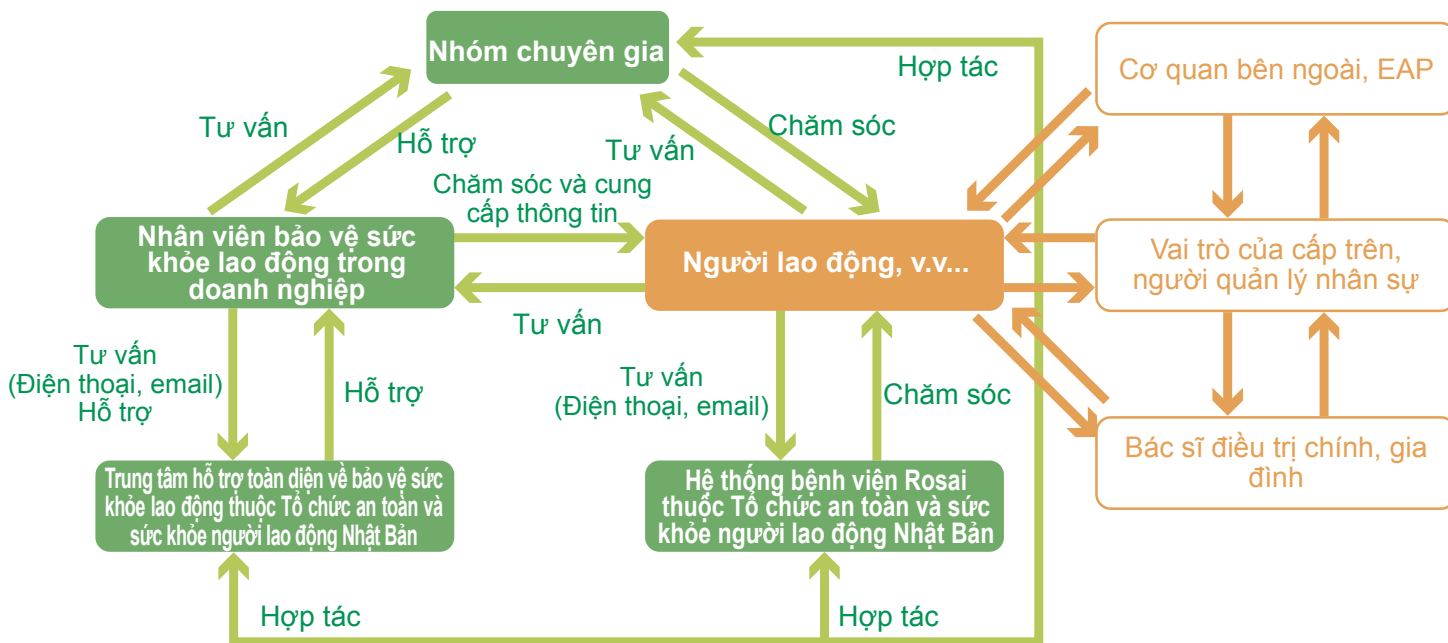 Nhóm chuyên gia
Hợp tác
Cơ quan bên ngoài, EAP
Tư vấn
Hỗ trợ
Tư vấn
Chăm sóc
Chăm sóc và cung
cấp thông tin
Nhân viên bảo vệ sức
khỏe lao động trong
doanh nghiệp
Người lao động, v.v...
Vai trò của cấp trên,
người quản lý nhân sự
Tư vấn
Tư vấn
(Điện thoại, email)
Hỗ trợ
Hỗ trợ
Tư vấn
(Điện thoại, email)
Chăm sóc
Bác sĩ điều trị chính, gia
đình
Trung tâm hỗ trợ toàn diện về bảo vệ sức
khỏe lao động thuộc Tổ chức an toàn và
sức khỏe người lao động Nhật Bản
Hệ thống bệnh viện Rosai
thuộc Tổ chức an toàn và sức
khỏe người lao động Nhật Bản
Hợp tác
Hợp tác